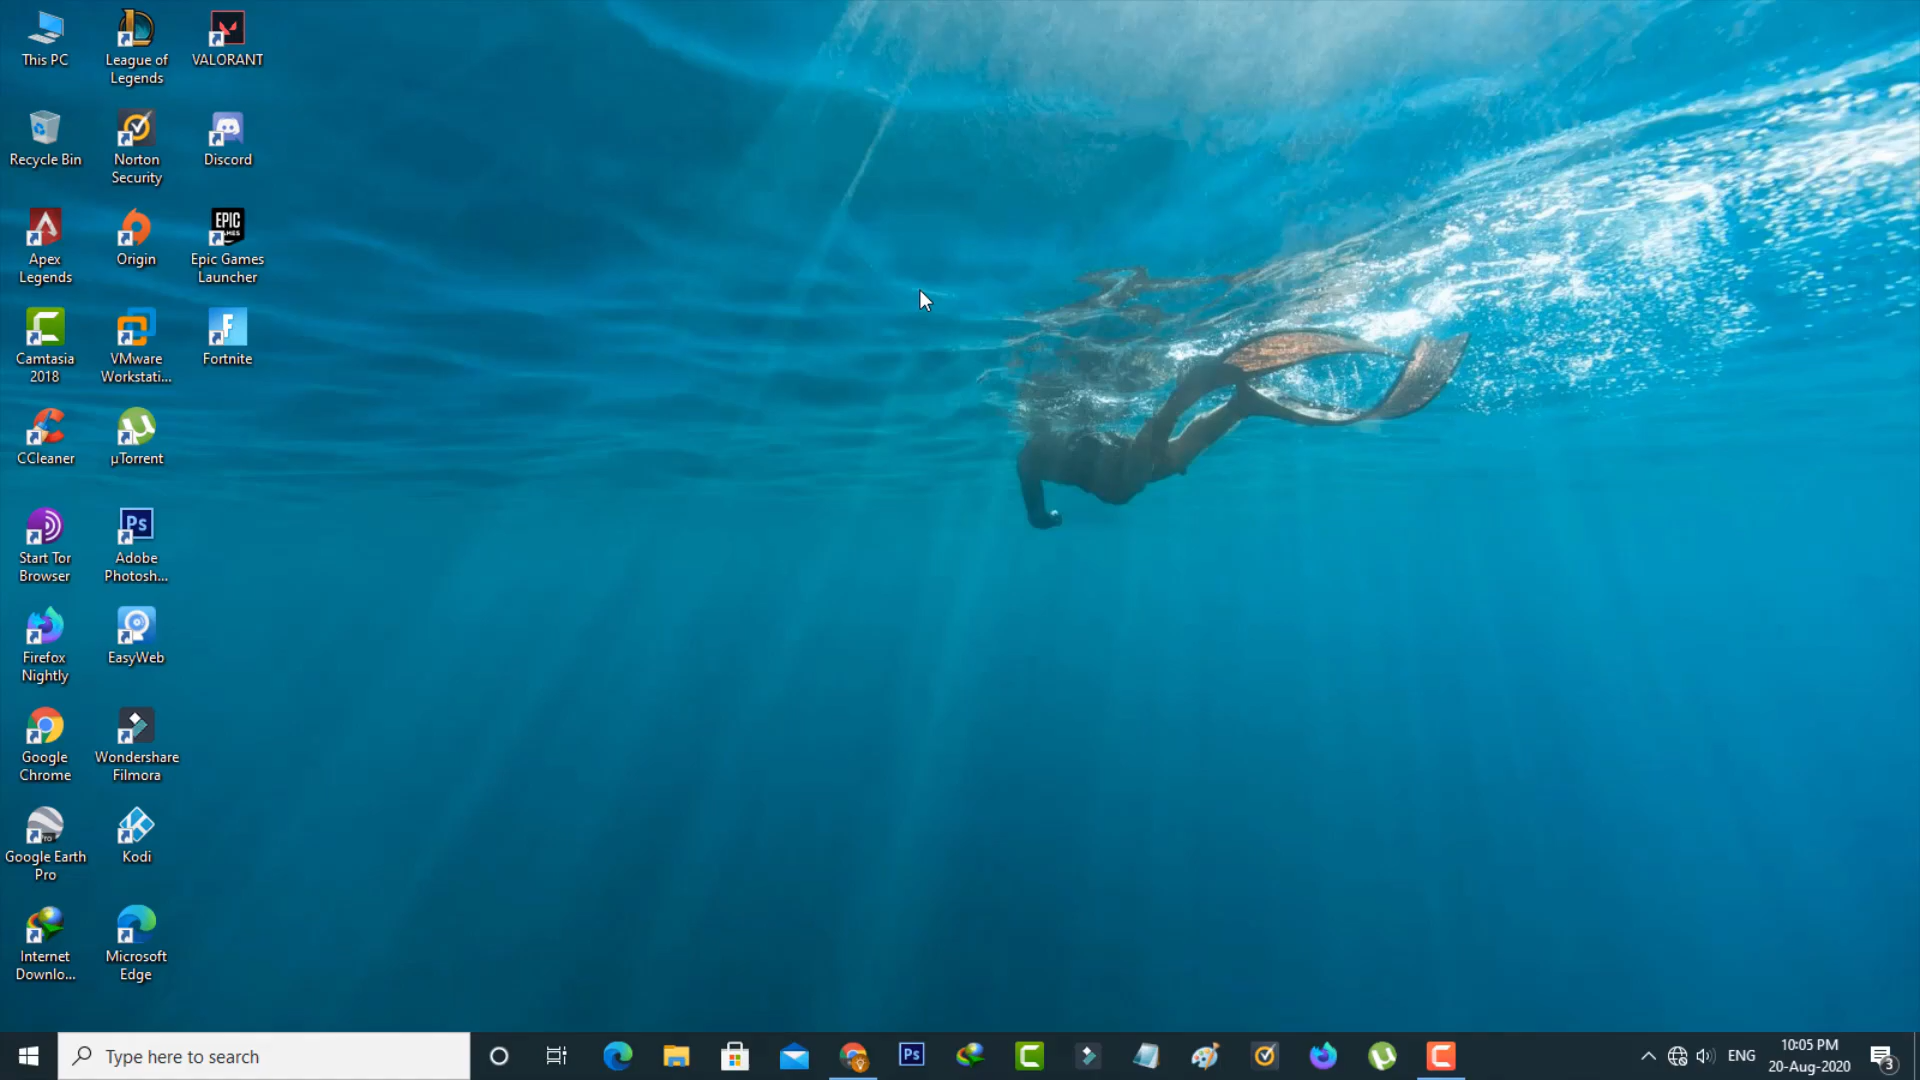 This PC
League of
Legends
VALORANT
Recycle Bin
Norton
Security
Discord
Apex
Legends
Origin
EPIC
GAMES
Epic Games
Launcher
Camtasia
2018
VMware
Workstati...
F
Fortnite
CCleaner
µTorrent
Start Tor
Browser
Ps
Adobe
Photosh...
Firefox
Nightly
EasyWeb
Google
Chrome
Wondershare
Filmora
PRO
Google Earth
Pro
Kodi
Internet
Downlo...
Microsoft
Edge
Type here to search
Ps
ENG
10:05 PM
20-Aug-2020
3